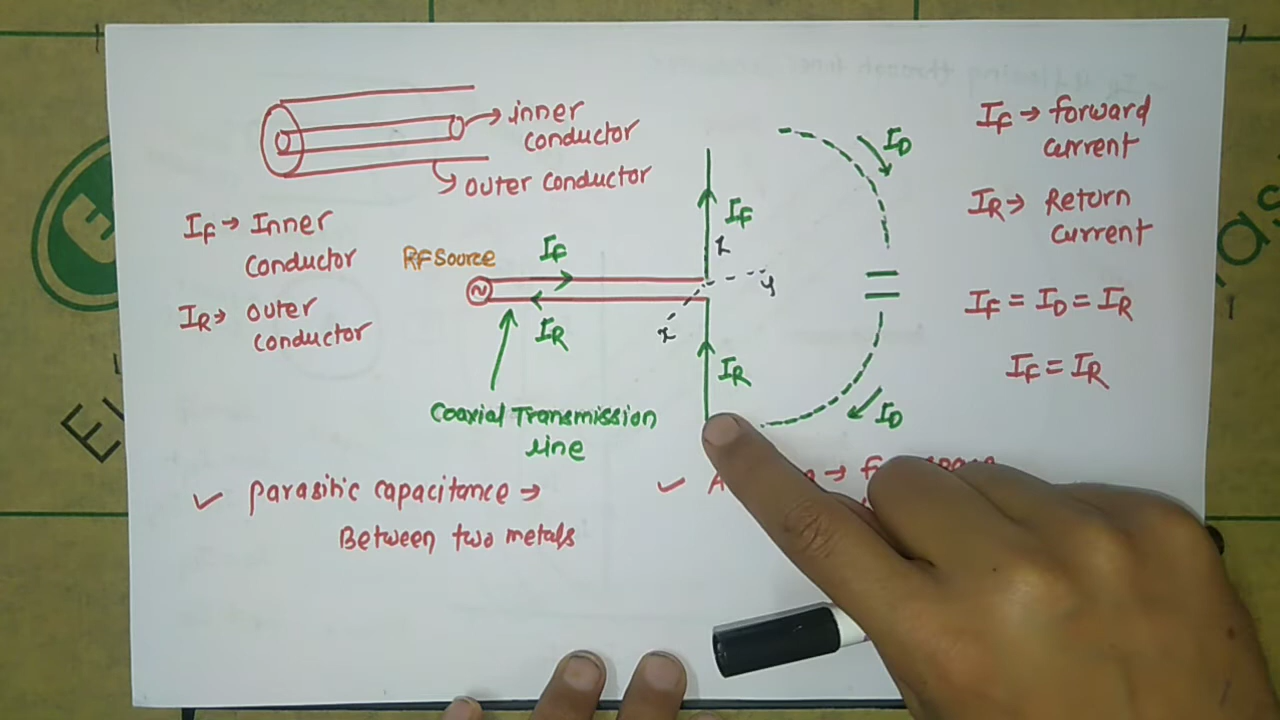 inner
conductor
outer conductor
IF → Inner
conductor
IR → outer
conductor
RF Source
IF
IR
coaxial Transmission
line
IF
z
y
x
IR
ID
ID
IF → forward
current
IR → Return
current
IF = ID = IR
IF = IR
✓ parasitic capacitance →
Between two metals
✓